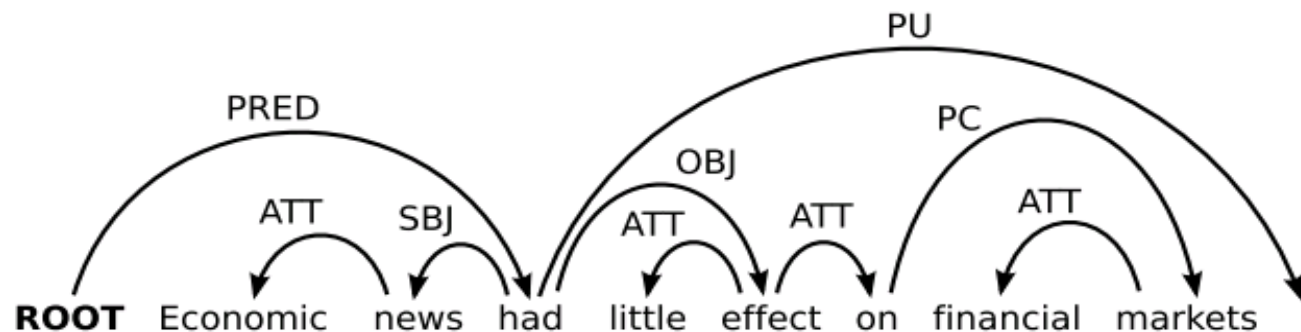 PU
PRED
PC
OBJ
ATT SBJ ATT ATT ATT
ROOT Economic news had little effect on financial markets